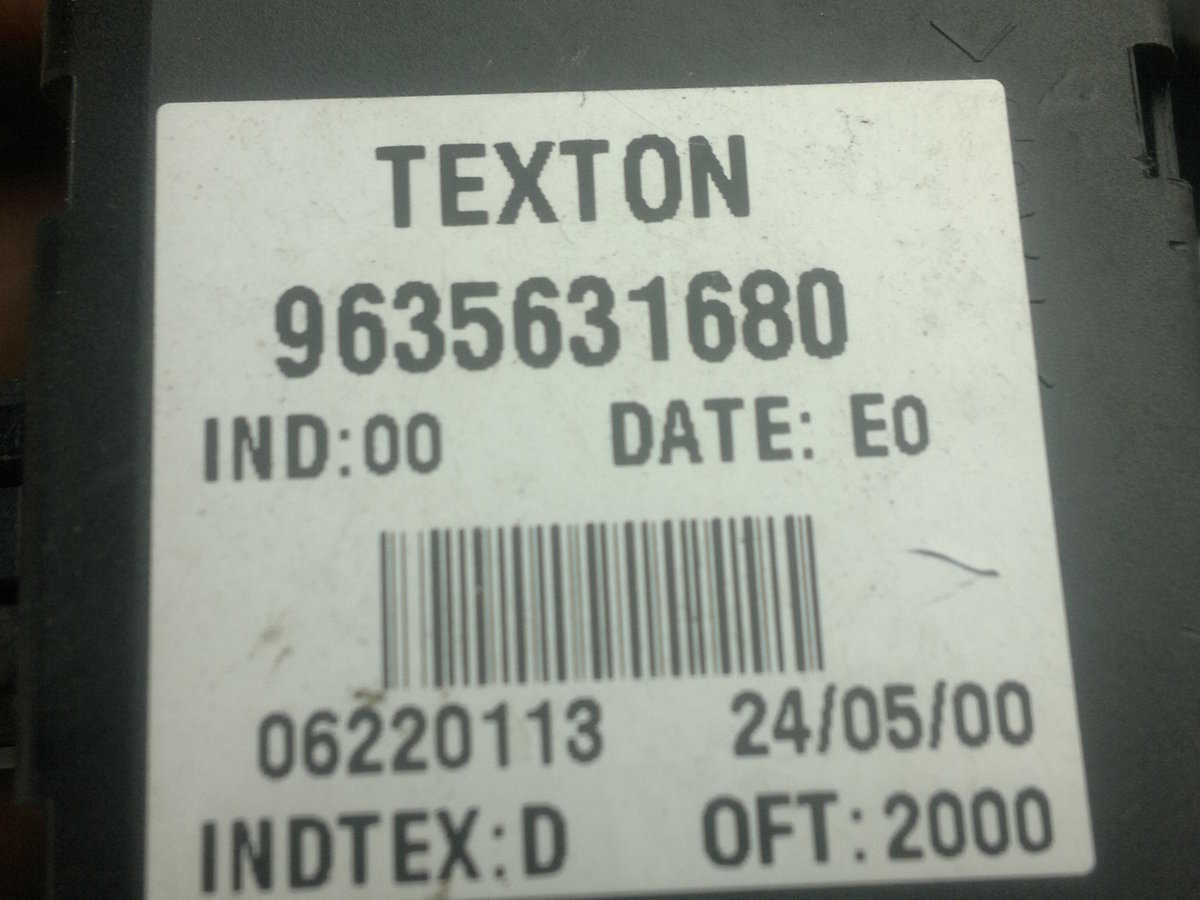 TEXTON
9635631680
IND:00 DATE: E0
06220113 24/05/00
INDTEX:D OFT:2000